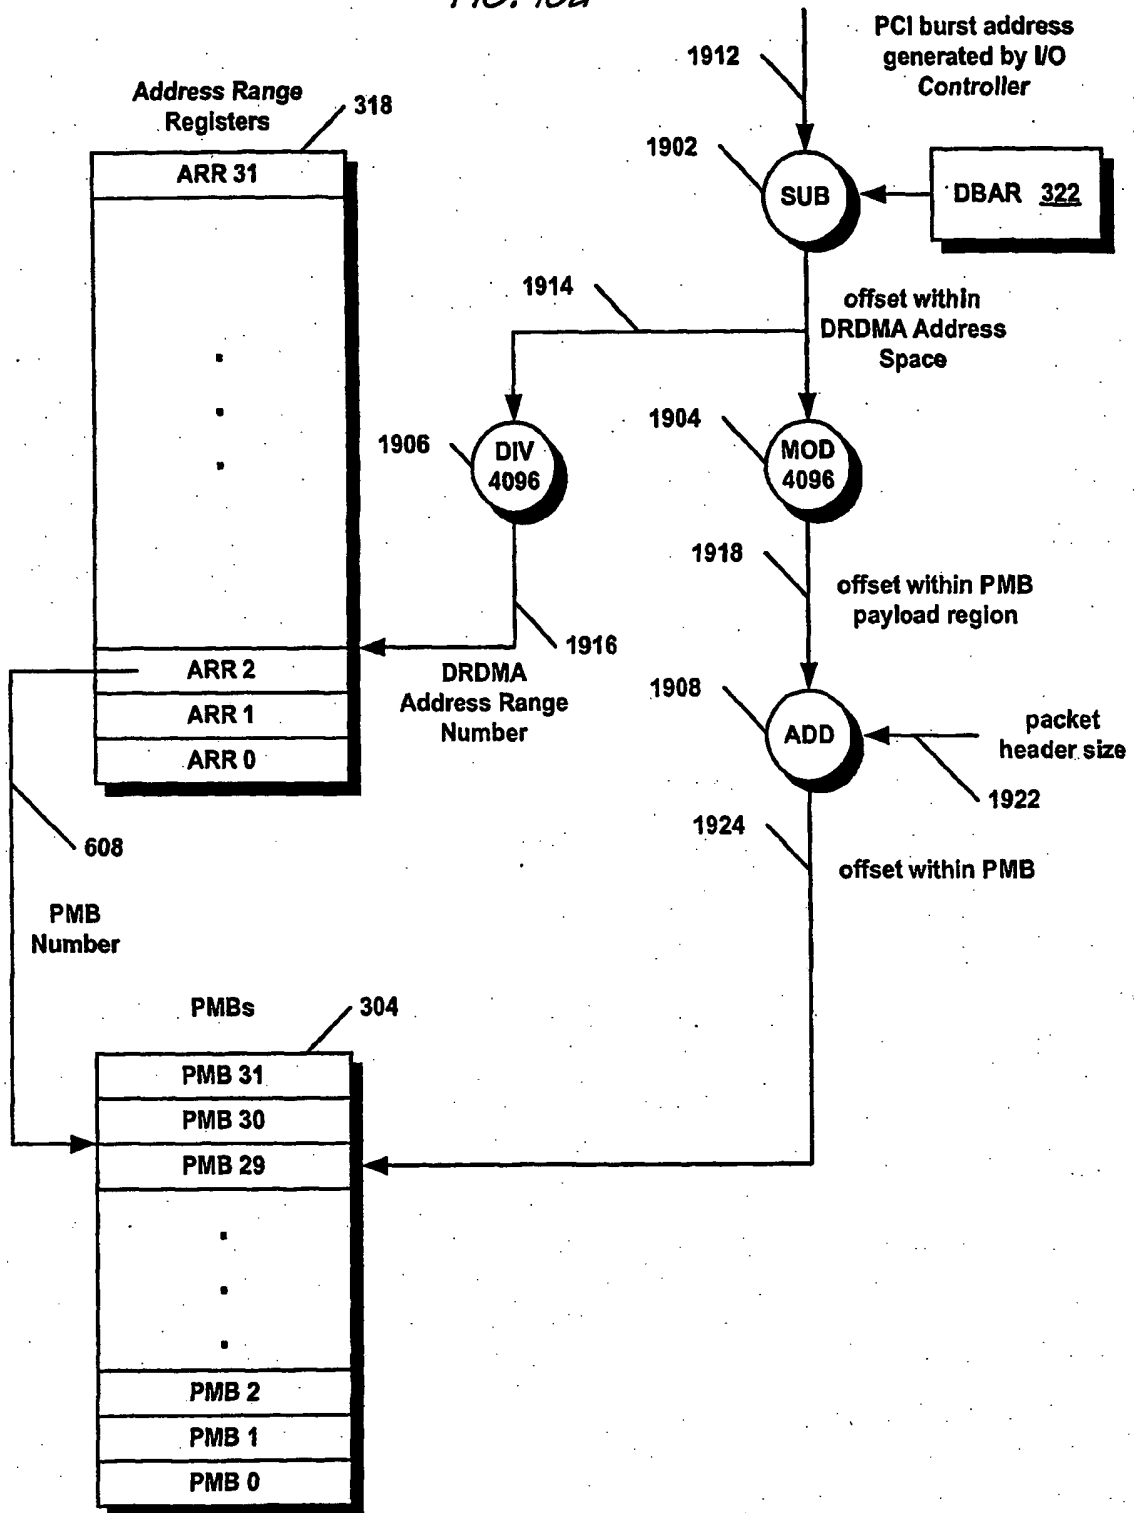 PCI burst address
generated by I/O
Controller
1912
Address Range
Registers
318
1902
ARR 31
SUB
DBAR 322
1914
offset within
DRDMA Address
Space
1906
DIV
4096
1904
MOD
4096
1918
offset within PMB
payload region
1916
ARR 2
DRDMA
Address Range
Number
ARR 1
ARR 0
1908
ADD
packet
header size
1922
608
1924
offset within PMB
PMB
Number
PMBs
304
PMB 31
PMB 30
PMB 29
PMB 2
PMB 1
PMB 0